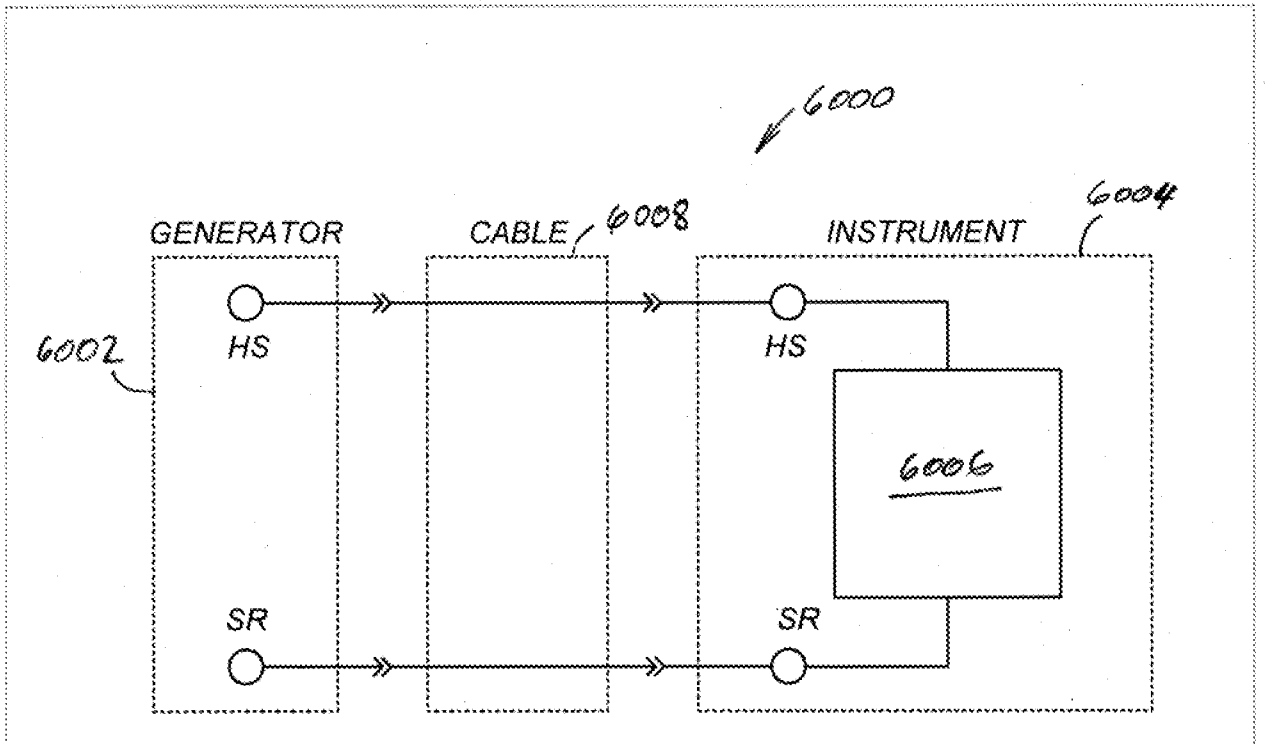 6000
6004
6008
GENERATOR CABLE INSTRUMENT
6002
HS HS
6006
SR SR